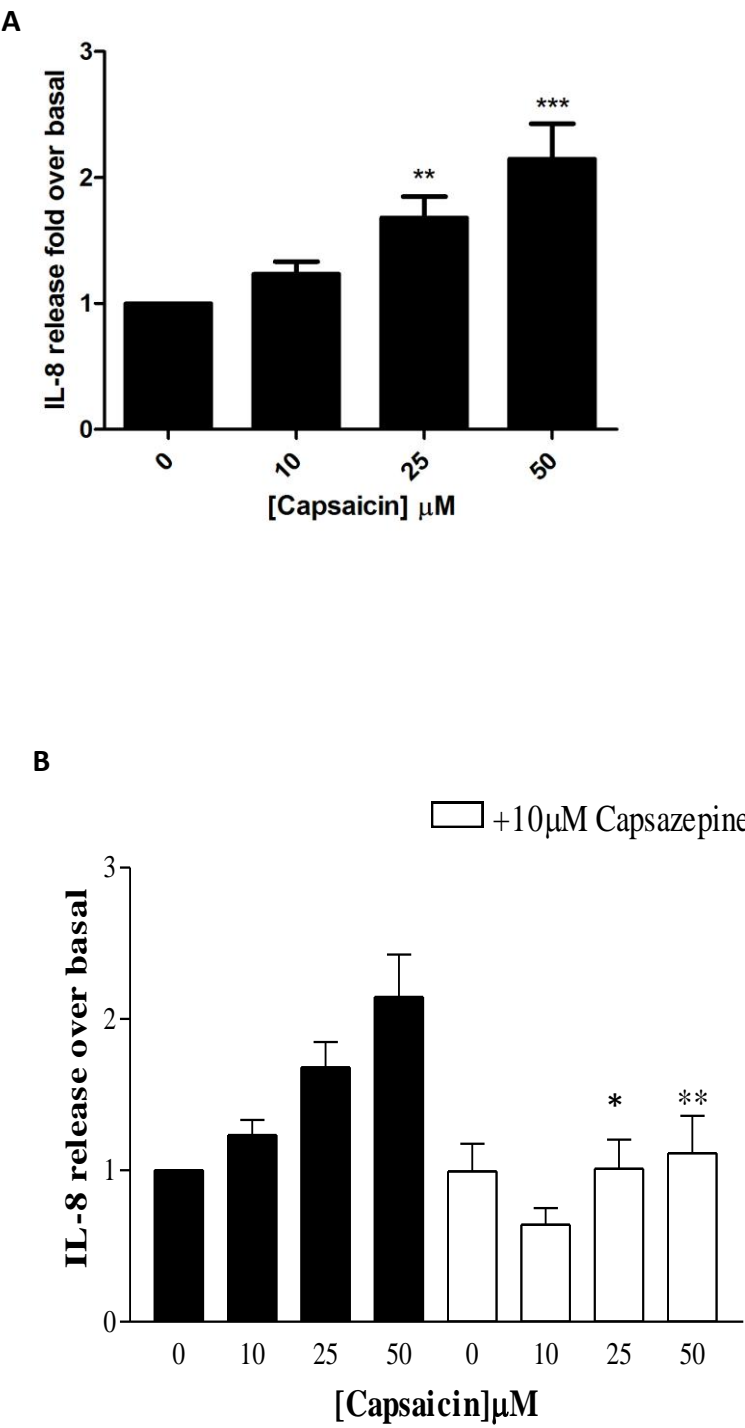 A
IL-8 release fold over basal
3
2
1
0
**
***
0 10 25 50
[Capsaicin] μM
B
+10μM Capsazepine
IL-8 release over basal
3
2
1
0
* **
0 10 25 50 0 10 25 50
[Capsaicin]μM